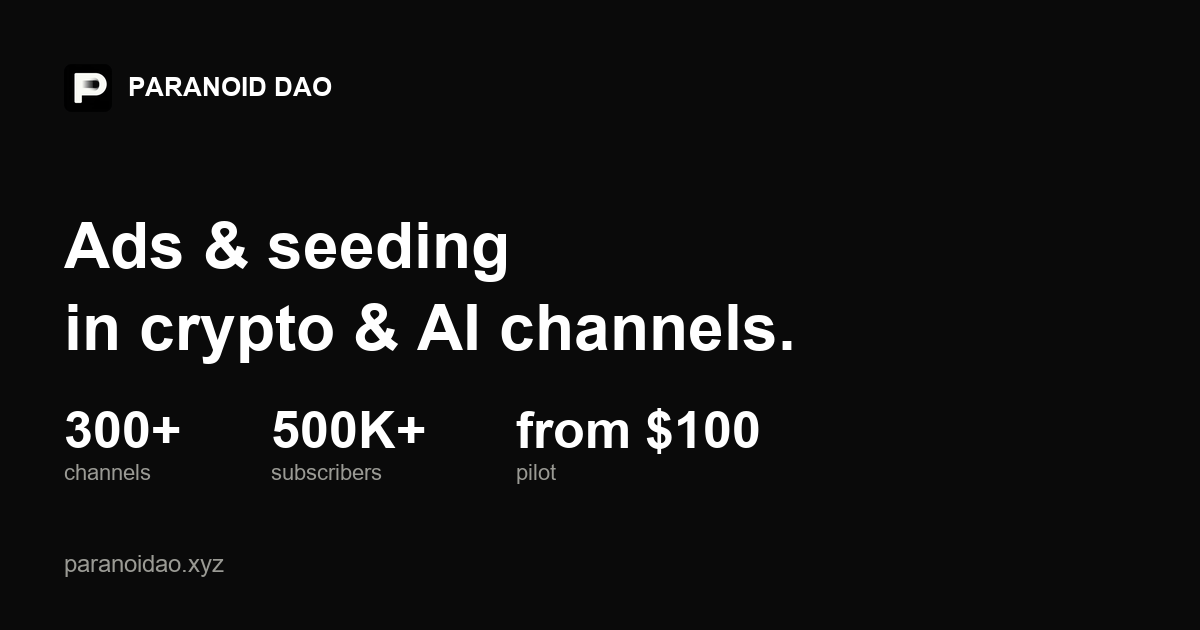 PARANOID DAO
Ads & seeding
in crypto & AI channels.
300+ 500K+ from $100
channels subscribers pilot
paranoidao.xyz